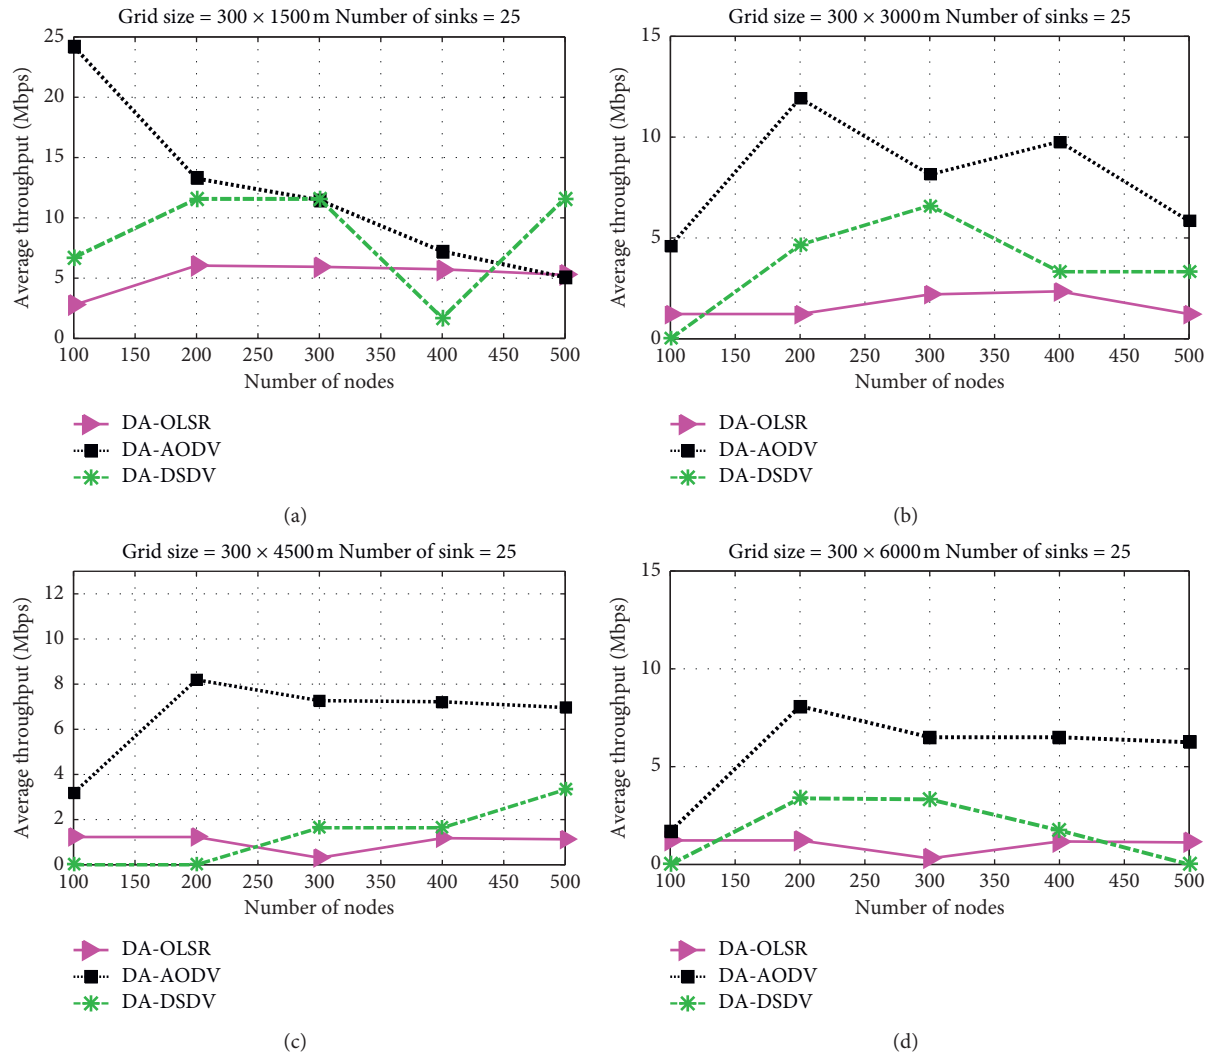 Grid size = 300 × 1500 m Number of sinks = 25
Average throughput (Mbps)
25
20
15
10
5
0
100 150 200 250 300 350 400 450 500
Number of nodes
DA-OLSR
DA-AODV
DA-DSDV
(a)
Grid size = 300 × 3000 m Number of sinks = 25
Average throughput (Mbps)
15
10
5
0
100 150 200 250 300 350 400 450 500
Number of nodes
DA-OLSR
DA-AODV
DA-DSDV
(b)
Grid size = 300 × 4500 m Number of sink = 25
Average throughput (Mbps)
12
10
8
6
4
2
0
100 150 200 250 300 350 400 450 500
Number of nodes
DA-OLSR
DA-AODV
DA-DSDV
(c)
Grid size = 300 × 6000 m Number of sinks = 25
Average throughput (Mbps)
15
10
5
0
100 150 200 250 300 350 400 450 500
Number of nodes
DA-OLSR
DA-AODV
DA-DSDV
(d)